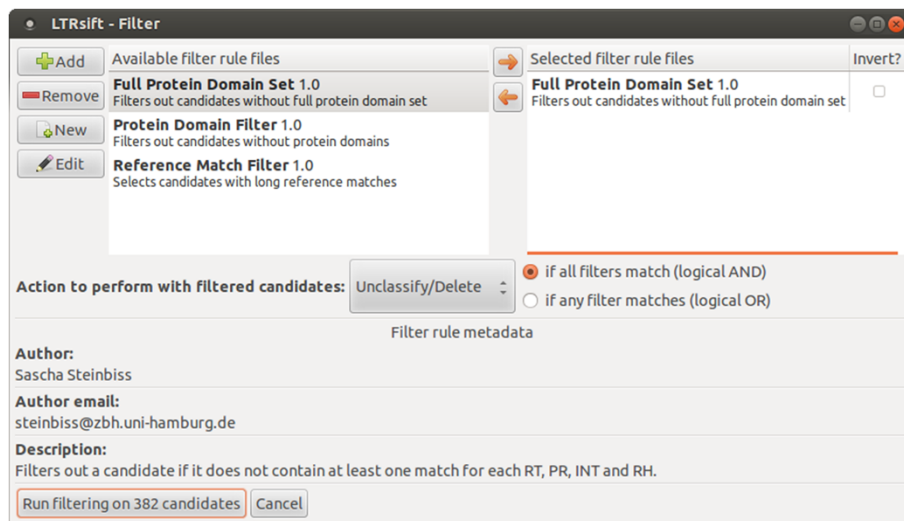 LTRsift - Filter
Add
Remove
New
Edit
Available filter rule files
Full Protein Domain Set 1.0
Filters out candidates without full protein domain set
Protein Domain Filter 1.0
Filters out candidates without protein domains
Reference Match Filter 1.0
Selects candidates with long reference matches
Selected filter rule files
Invert?
Full Protein Domain Set 1.0
Filters out candidates without full protein domain set
Action to perform with filtered candidates:
Unclassify/Delete
if all filters match (logical AND)
if any filter matches (logical OR)
Filter rule metadata
Author:
Sascha Steinbiss
Author email:
steinbiss@zbh.uni-hamburg.de
Description:
Filters out a candidate if it does not contain at least one match for each RT, PR, INT and RH.
Run filtering on 382 candidates
Cancel